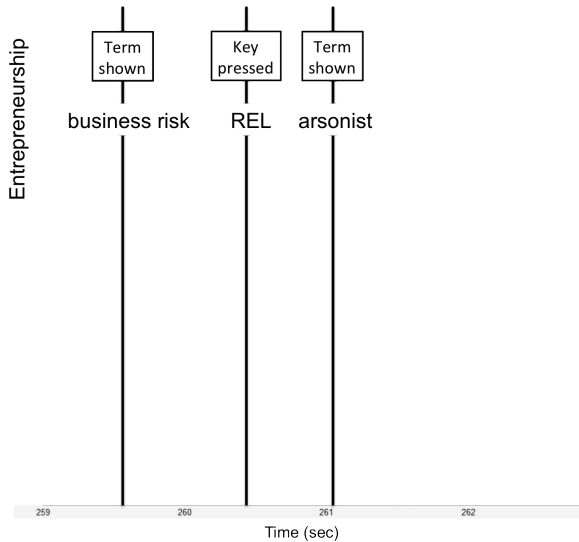 Entrepreneurship
Term
shown
Key
pressed
Term
shown
business risk
REL
arsonist
259
260
261
262
Time (sec)